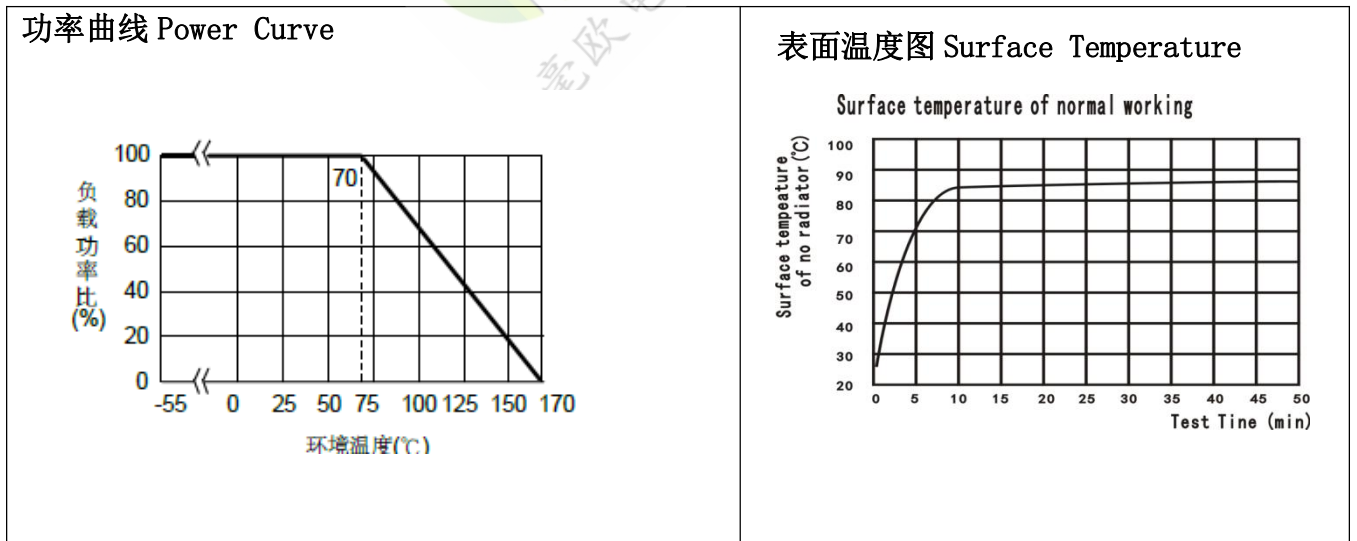 功率曲线 Power Curve
100
80
60
40
20
0
负
载
功
率
比
(%)
70
-55 0 25 50 75 100 125 150 170
环境温度(℃)
毫欧电
表面温度图 Surface Temperature
Surface temperature of normal working
Surface tempeature
of no radiator(℃)
100
90
80
70
60
50
40
30
20
0 5 10 15 20 25 30 35 40 45 50
Test Tine (min)